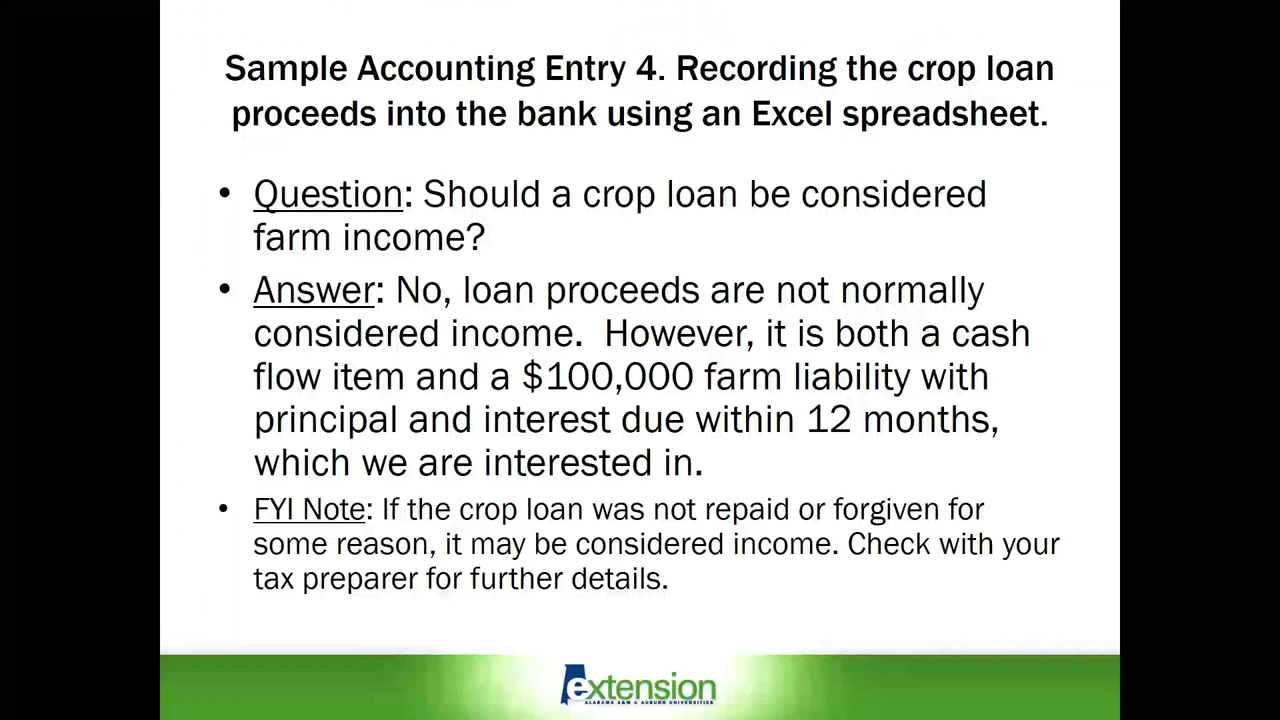 Sample Accounting Entry 4. Recording the crop loan
proceeds into the bank using an Excel spreadsheet.
• Question: Should a crop loan be considered
farm income?
• Answer: No, loan proceeds are not normally
considered income.  However, it is both a cash
flow item and a $100,000 farm liability with
principal and interest due within 12 months,
which we are interested in.
• FYI Note: If the crop loan was not repaid or forgiven for
some reason, it may be considered income. Check with your
tax preparer for further details.
extension
ALABAMA A&M & AUBURN UNIVERSITIES